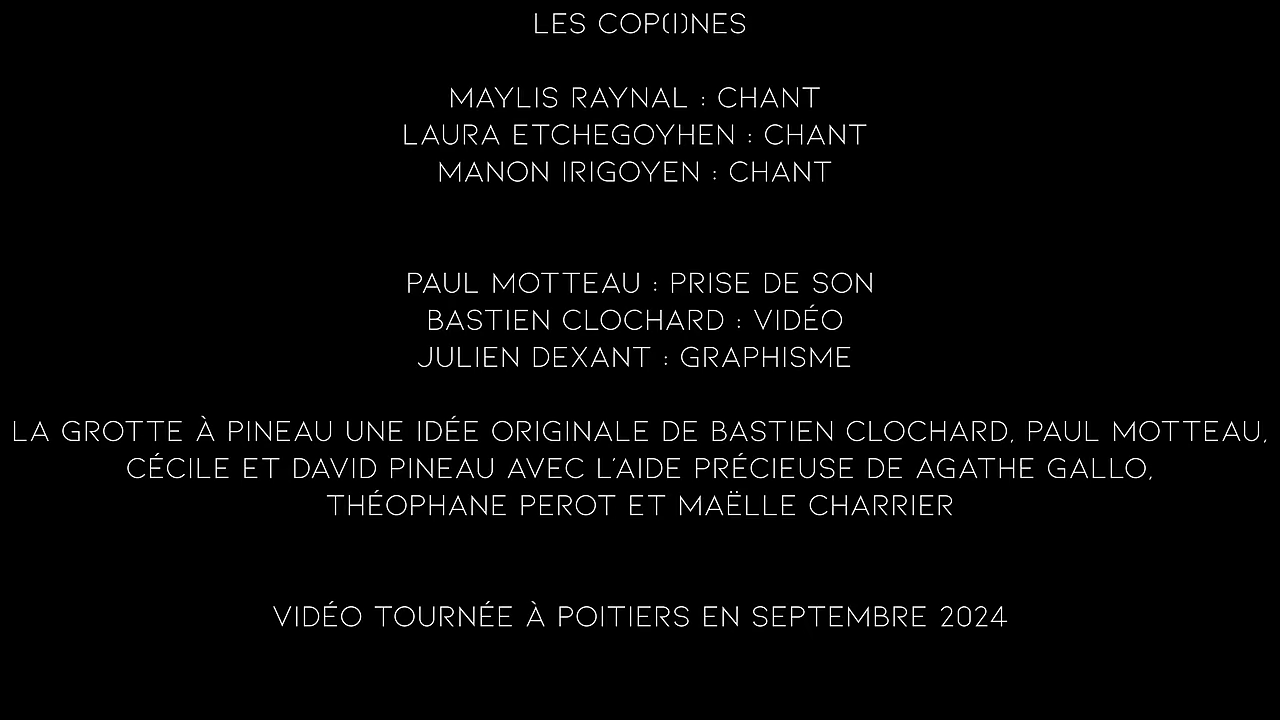 LES COP(I)NES
MAYLIS RAYNAL : CHANT
LAURA ETCHEGOYHEN : CHANT
MANON IRIGOYEN : CHANT
PAUL MOTTEAU : PRISE DE SON
BASTIEN CLOCHARD : VIDÉO
JULIEN DEXANT : GRAPHISME
LA GROTTE À PINEAU UNE IDÉE ORIGINALE DE BASTIEN CLOCHARD, PAUL MOTTEAU,
CÉCILE ET DAVID PINEAU AVEC L'AIDE PRÉCIEUSE DE AGATHE GALLO,
THÉOPHANE PEROT ET MAËLLE CHARRIER
VIDÉO TOURNÉE À POITIERS EN SEPTEMBRE 2024